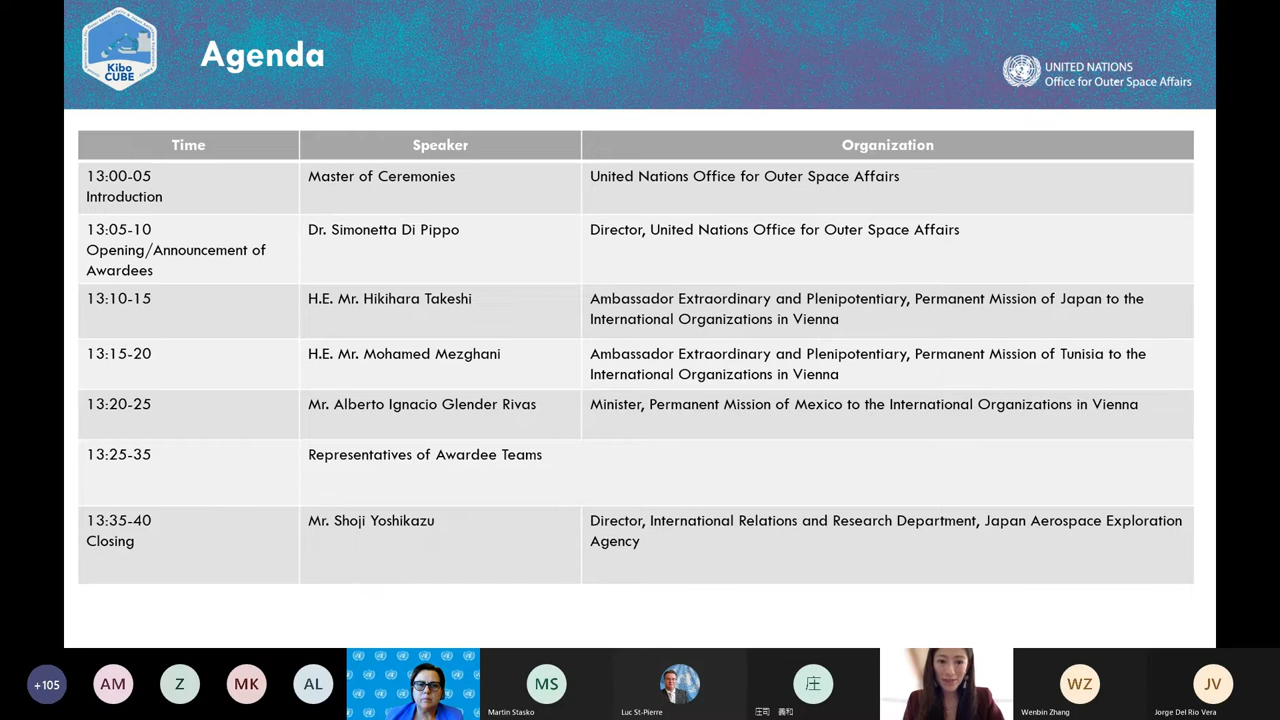 Kibo
CUBE
Agenda
UNITED NATIONS
Office for Outer Space Affairs
Time
Speaker
Organization
13:00-05
Introduction
Master of Ceremonies
United Nations Office for Outer Space Affairs
13:05-10
Opening/Announcement of
Awardees
Dr. Simonetta Di Pippo
Director, United Nations Office for Outer Space Affairs
13:10-15
H.E. Mr. Hikihara Takeshi
Ambassador Extraordinary and Plenipotentiary, Permanent Mission of Japan to the
International Organizations in Vienna
13:15-20
H.E. Mr. Mohamed Mezghani
Ambassador Extraordinary and Plenipotentiary, Permanent Mission of Tunisia to the
International Organizations in Vienna
13:20-25
Mr. Alberto Ignacio Glender Rivas
Minister, Permanent Mission of Mexico to the International Organizations in Vienna
13:25-35
Representatives of Awardee Teams
13:35-40
Closing
Mr. Shoji Yoshikazu
Director, International Relations and Research Department, Japan Aerospace Exploration
Agency
+105
AM
Z
MK
AL
MS
Martin Stasko
Luc St-Pierre
庄
庄司 義和
WZ
Wenbin Zhang
JV
Jorge Del Rio Vera